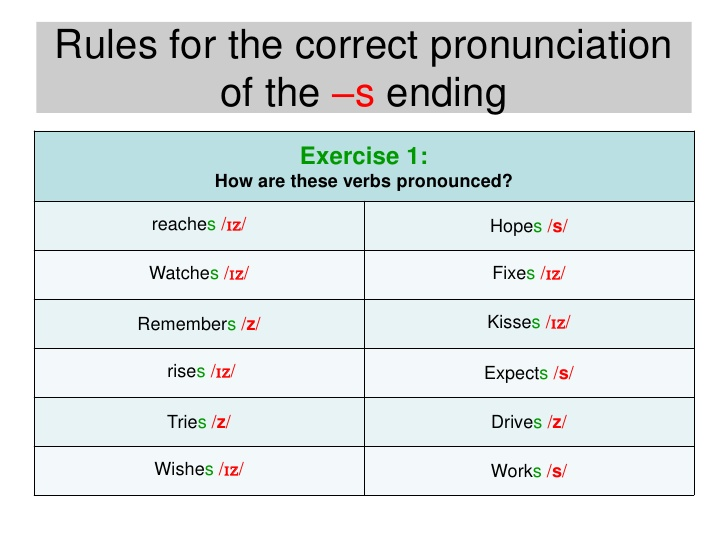 Rules for the correct pronunciation
of the –s ending
Exercise 1:
How are these verbs pronounced?
reaches /ɪz/
Hopes /s/
Watches /ɪz/
Fixes /ɪz/
Remembers /z/
Kisses /ɪz/
rises /ɪz/
Expects /s/
Tries /z/
Drives /z/
Wishes /ɪz/
Works /s/